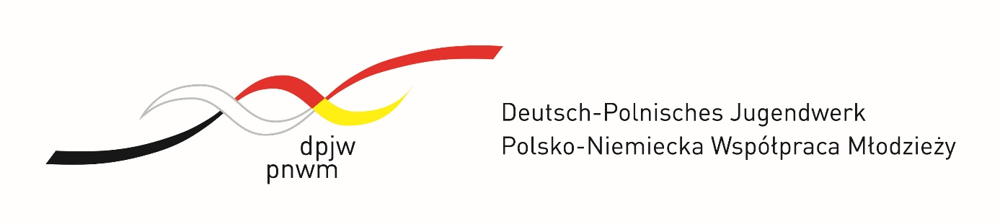 dpjw
pnwm
Deutsch-Polnisches Jugendwerk
Polsko-Niemiecka Współpraca Młodzieży